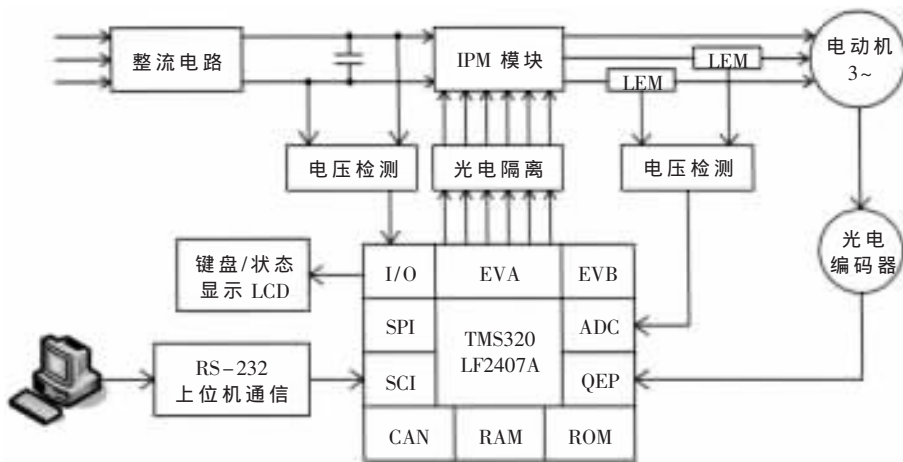 整流电路
IPM 模块
LEM
LEM
电动机
3~
电压检测
光电隔离
电压检测
光电
编码器
键盘/状态
显示 LCD
I/O
EVA
EVB
SPI
TMS320
LF2407A
ADC
RS-232
上位机通信
SCI
QEP
CAN
RAM
ROM